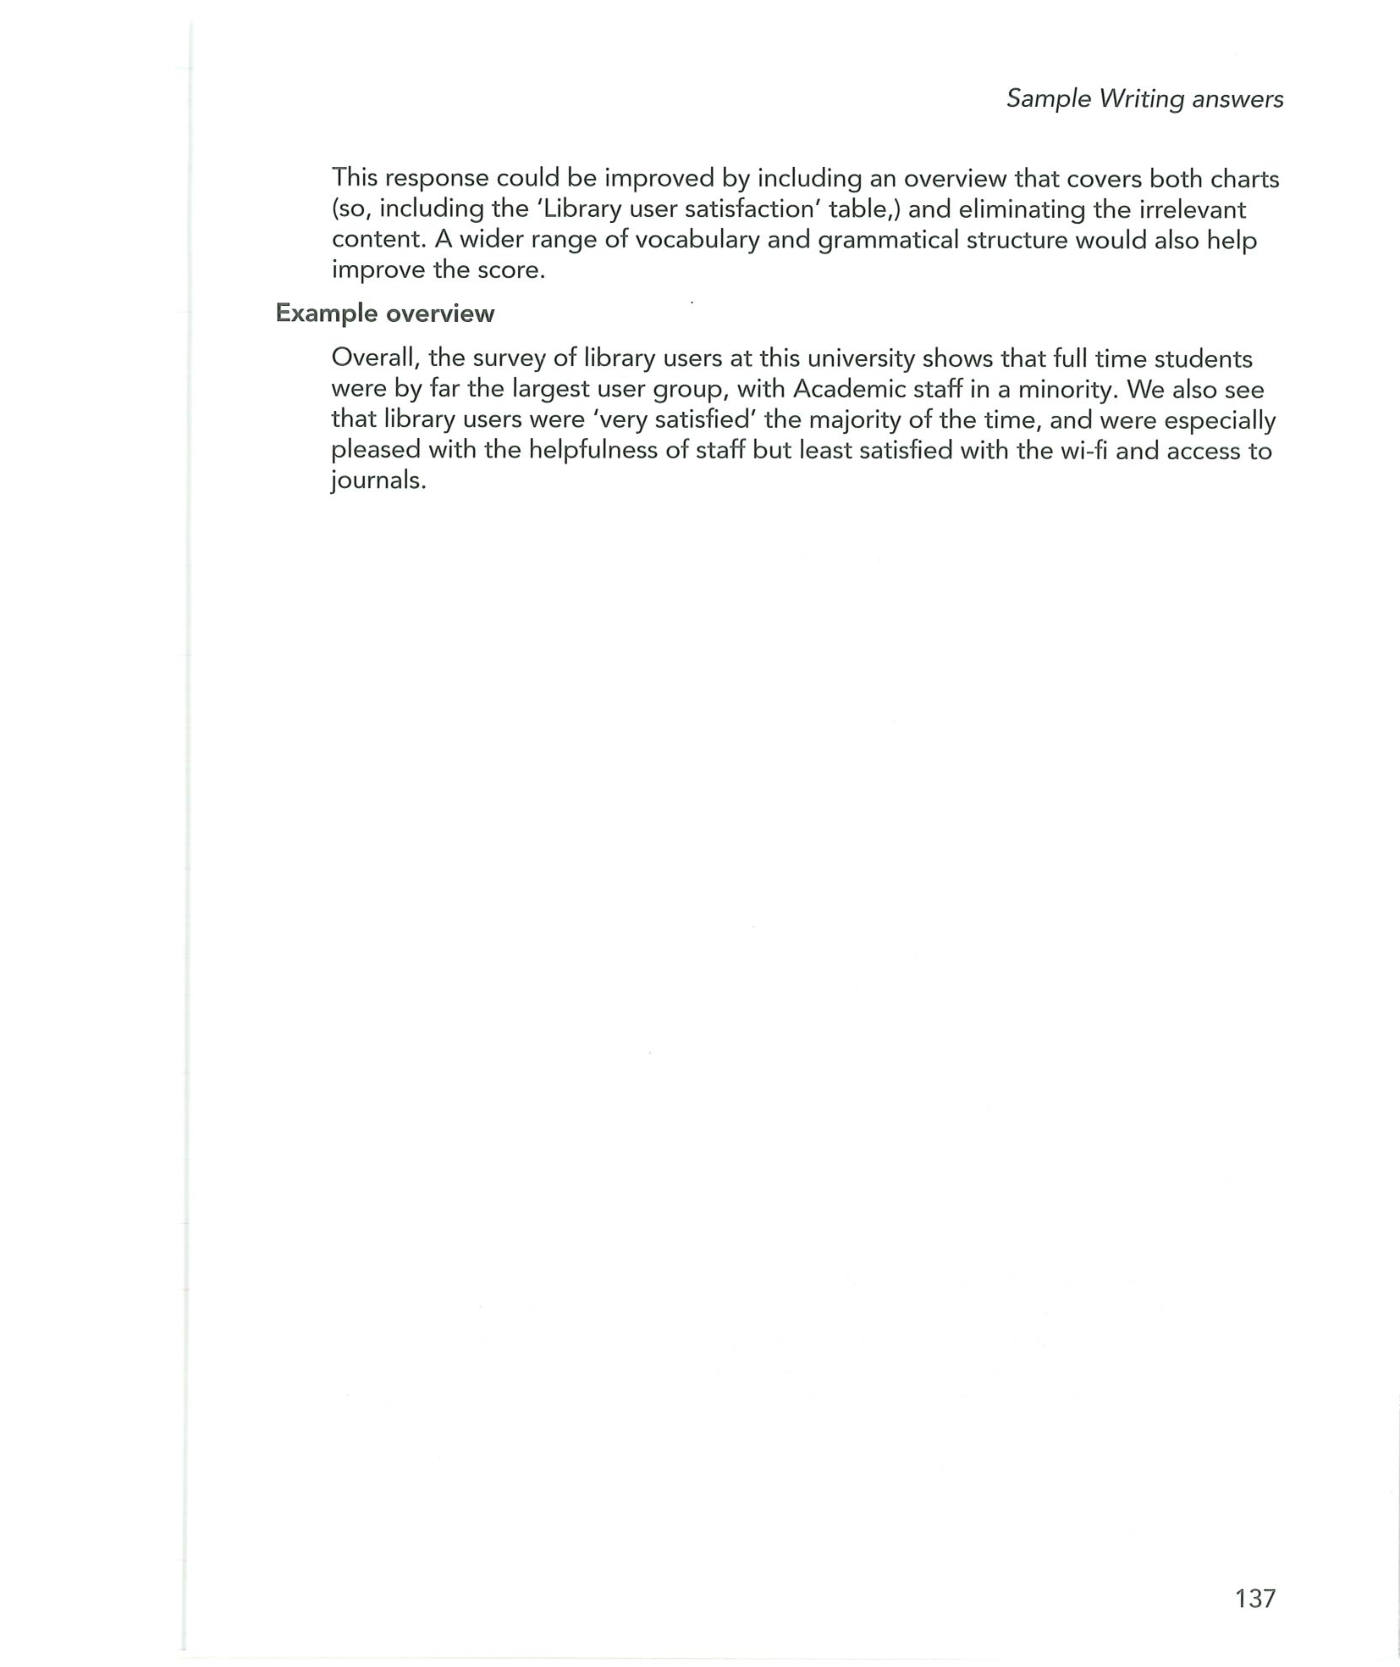 Sample Writing answers
This response could be improved by including an overview that covers both charts
(so, including the ‘Library user satisfaction’ table,) and eliminating the irrelevant
content. A wider range of vocabulary and grammatical structure would also help
improve the score.
Example overview
Overall, the survey of library users at this university shows that full time students
were by far the largest user group, with Academic staff in a minority. We also see
that library users were ‘very satisfied’ the majority of the time, and were especially
pleased with the helpfulness of staff but least satisfied with the wi-fi and access to
journals.
137